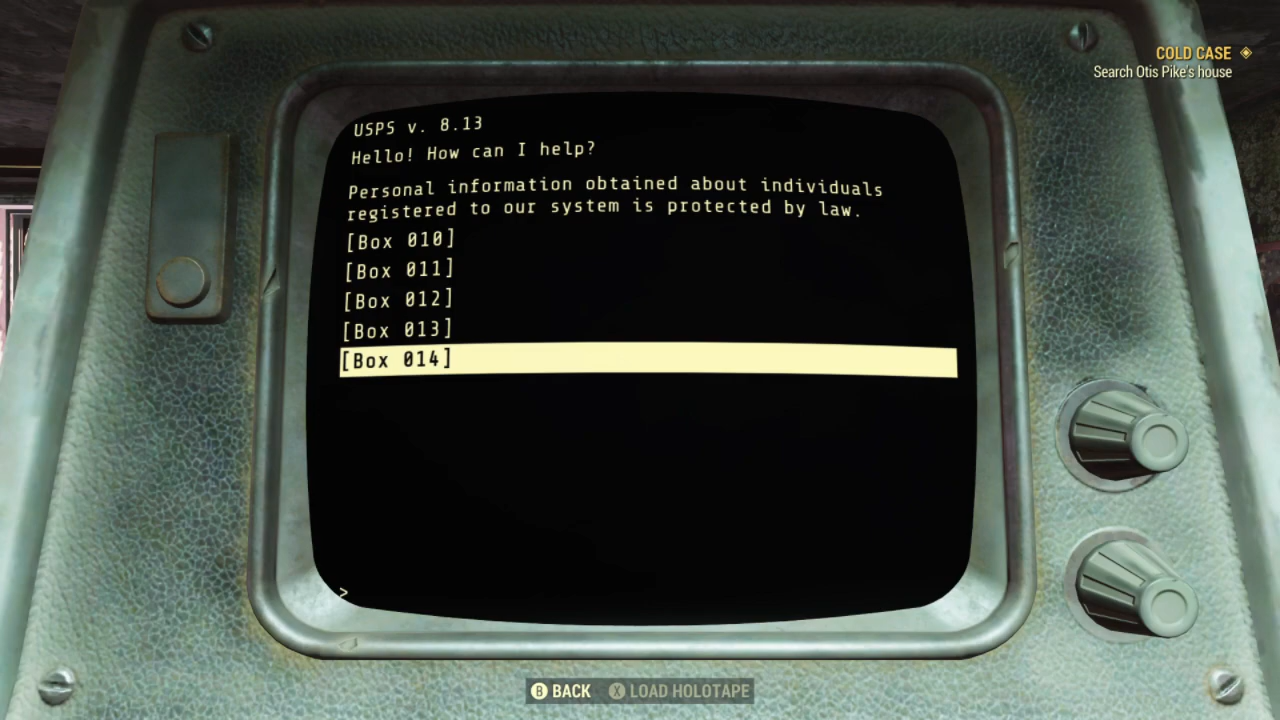 COLD CASE
Search Otis Pike's house
USPS v. 8.13
Hello! How can I help?
Personal information obtained about individuals
registered to our system is protected by law.
[Box 010]
[Box 011]
[Box 012]
[Box 013]
[Box 014]
>
B BACK X LOAD HOLOTAPE